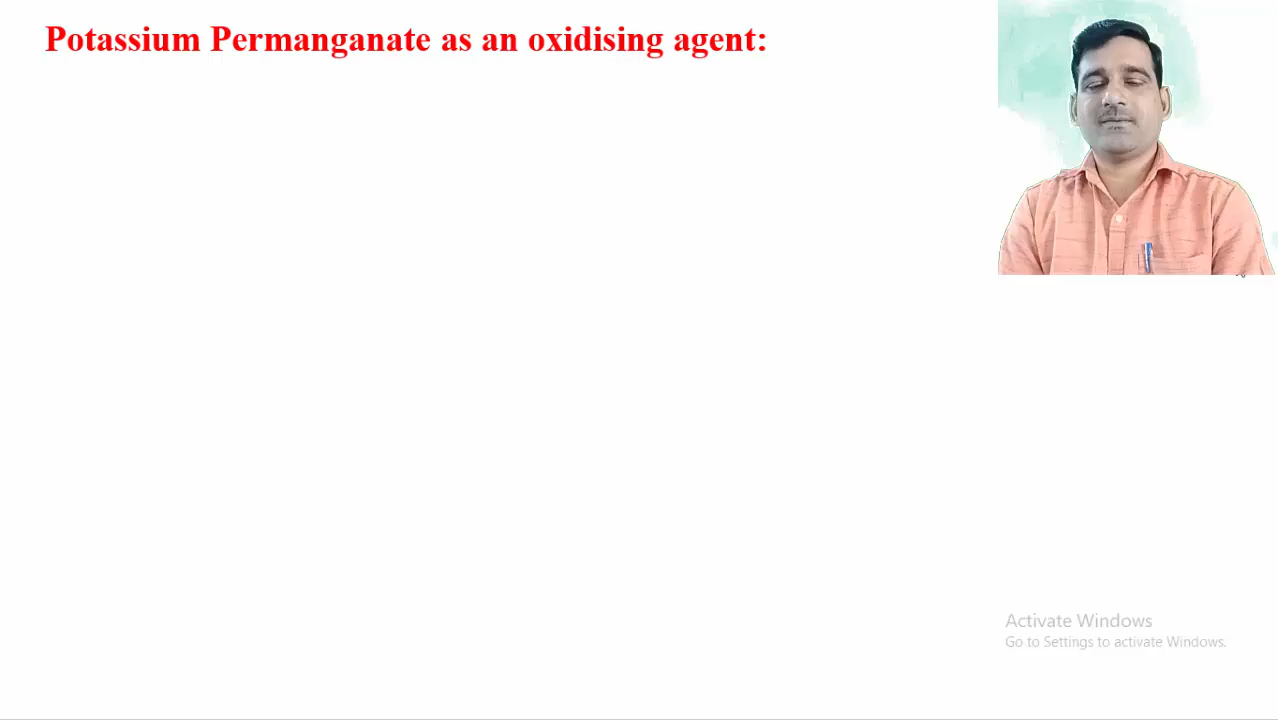 Potassium Permanganate as an oxidising agent:
Activate Windows
Go to Settings to activate Windows.